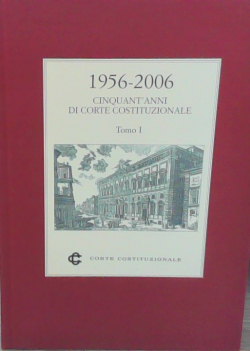 1956-2006
CINQUANT'ANNI
DI CORTE COSTITUZIONALE
Tomo I
CORTE COSTITUZIONALE